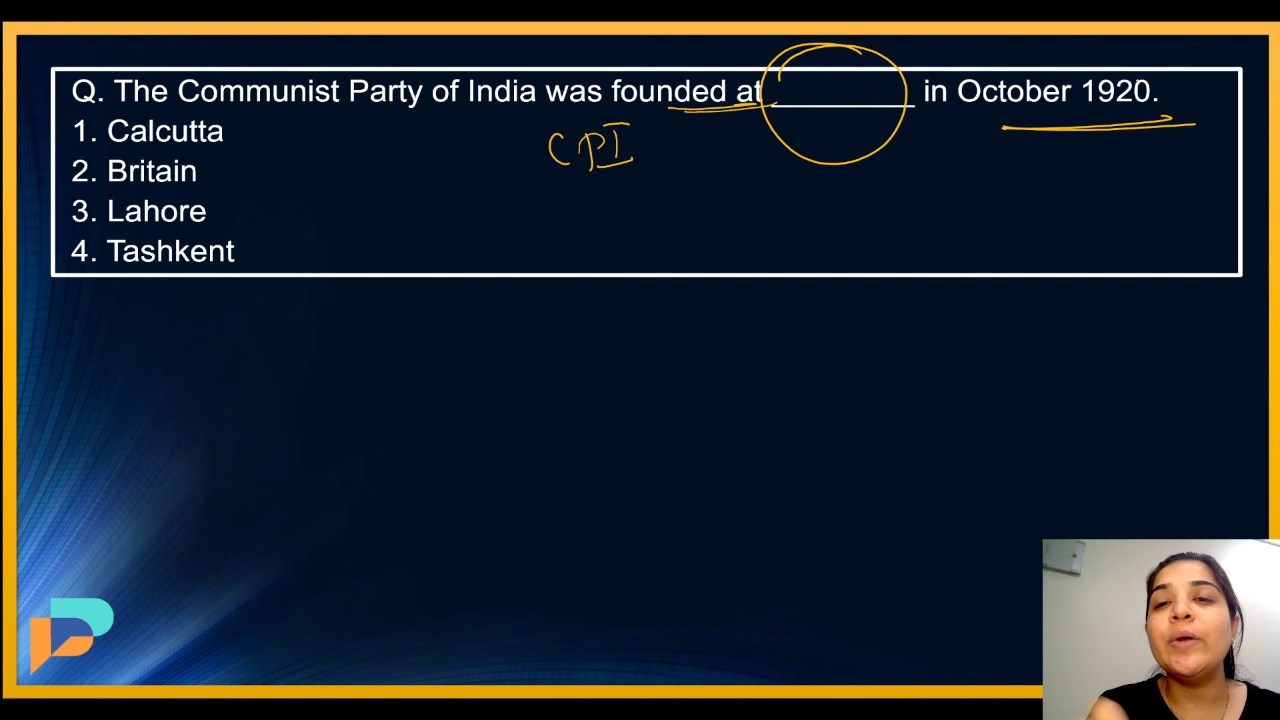 Q. The Communist Party of India was founded at __________ in October 1920.
1. Calcutta
2. Britain
3. Lahore
4. Tashkent
CPI